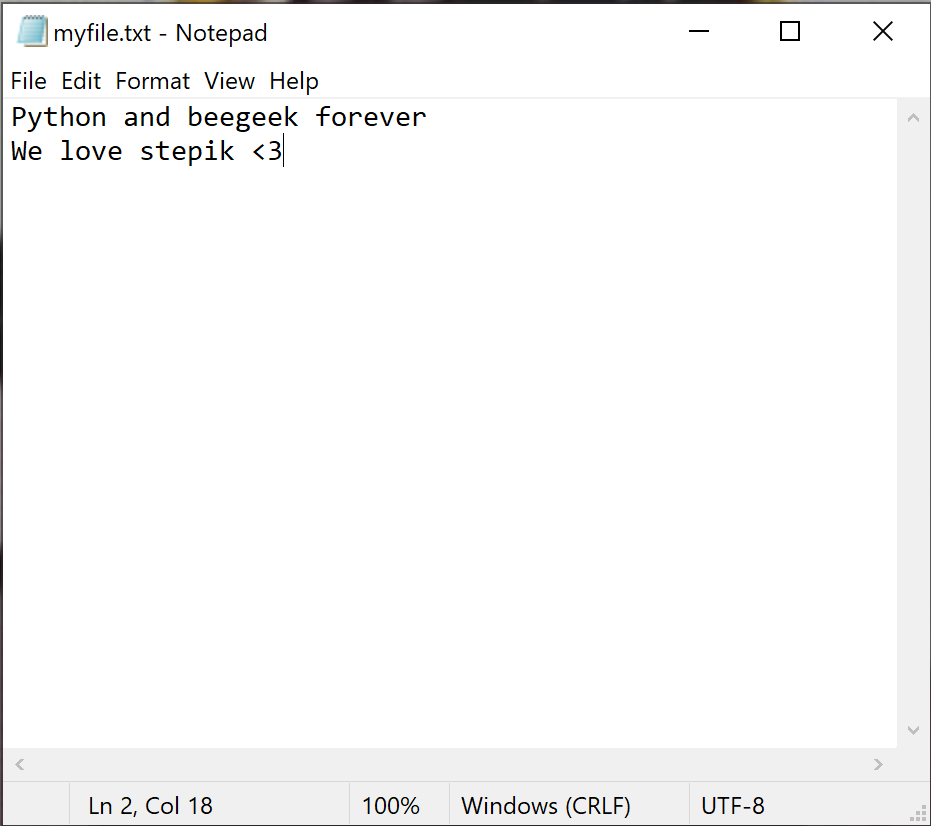 myfile.txt - Notepad
File Edit Format View Help
Python and beegeek forever
We love stepik <3
Ln 2, Col 18 100% Windows (CRLF) UTF-8